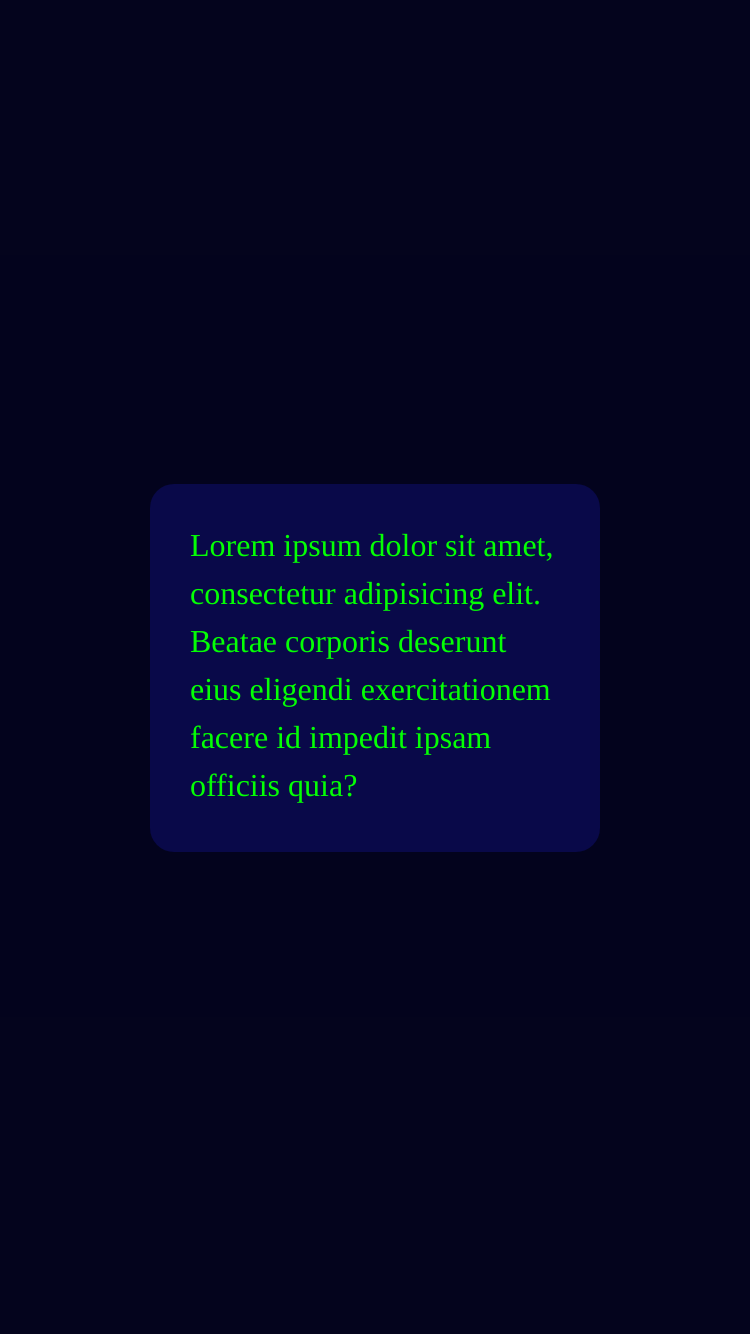 Lorem ipsum dolor sit amet,
consectetur adipisicing elit.
Beatae corporis deserunt
eius eligendi exercitationem
facere id impedit ipsam
officiis quia?